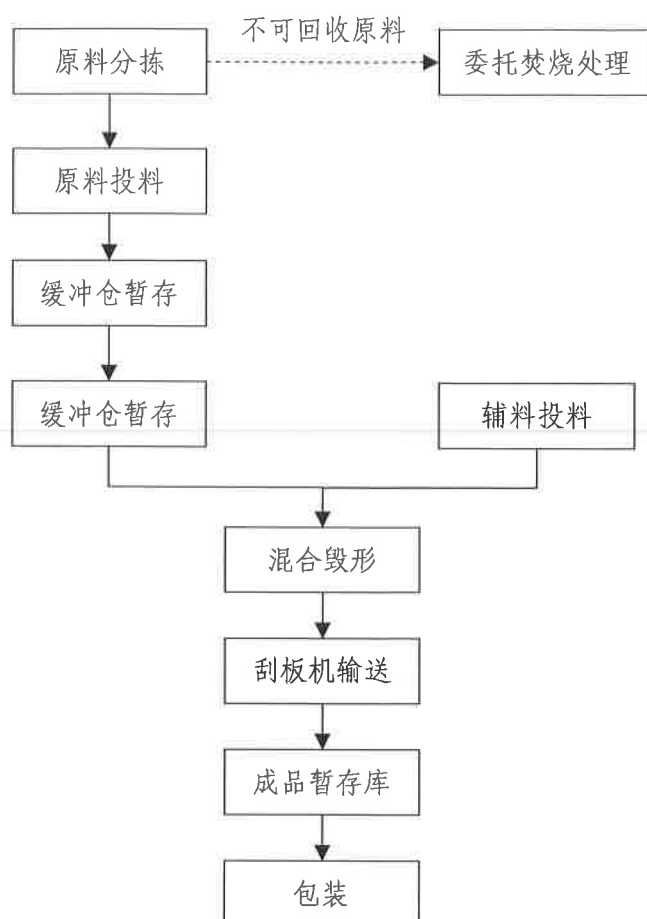 不可回收原料
原料分拣
委托焚烧处理
原料投料
缓冲仓暂存
缓冲仓暂存
辅料投料
混合毁形
刮板机输送
成品暂存库
包装